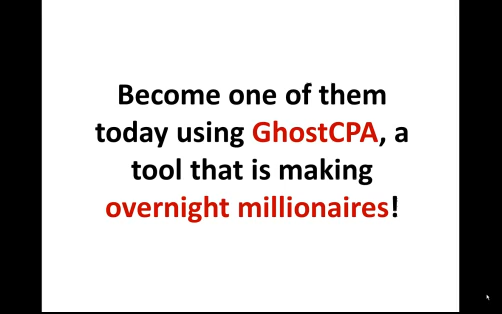 Become one of them
today using GhostCPA, a
tool that is making
overnight millionaires!